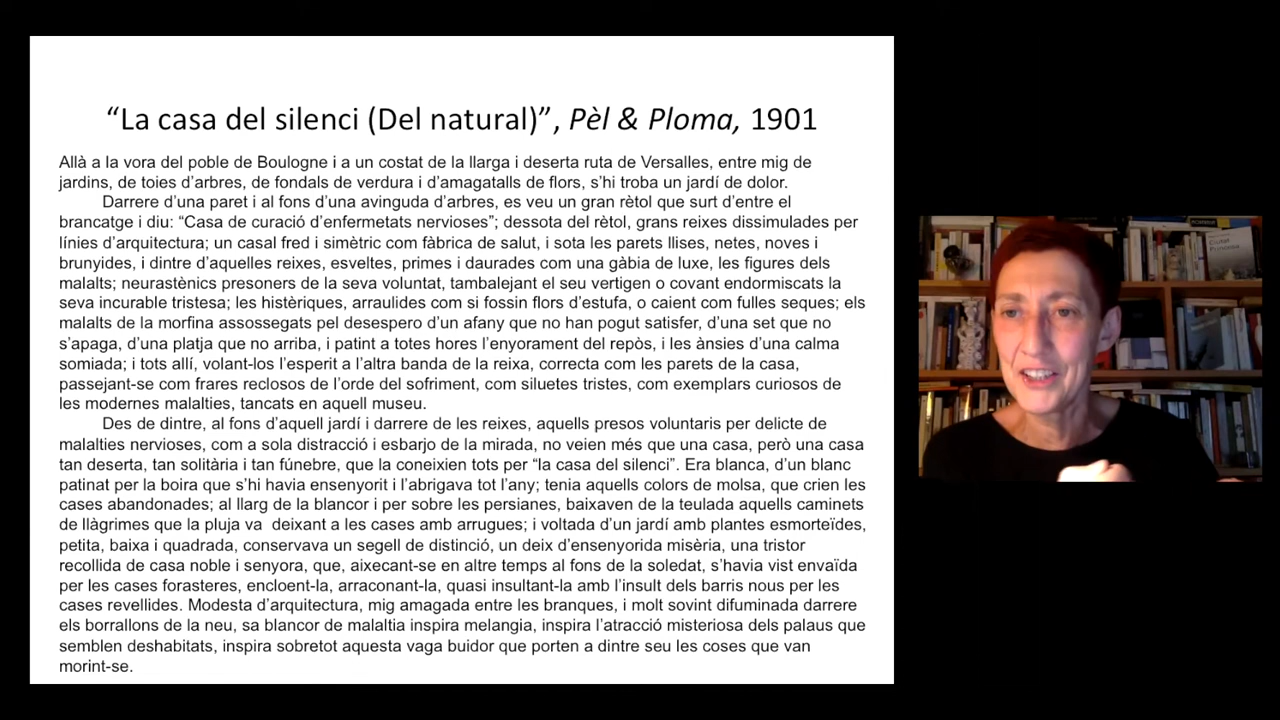 “La casa del silenci (Del natural)”, Pèl & Ploma, 1901
Allà a la vora del poble de Boulogne i a un costat de la llarga i deserta ruta de Versalles, entre mig de
jardins, de toies d’arbres, de fondals de verdura i d’amagatalls de flors, s’hi troba un jardí de dolor.
Darrere d’una paret i al fons d’una avinguda d’arbres, es veu un gran rètol que surt d’entre el
brancatge i diu: “Casa de curació d’enfermetats nervioses”; dessota del rètol, grans reixes dissimulades per
línies d’arquitectura; un casal fred i simètric com fàbrica de salut, i sota les parets llises, netes, noves i
brunyides, i dintre d’aquelles reixes, esveltes, primes i daurades com una gàbia de luxe, les figures dels
malalts; neurastènics presoners de la seva voluntat, tambalejant el seu vertigen o covant endormiscats la
seva incurable tristesa; les histèriques, arraulides com si fossin flors d’estufa, o caient com fulles seques; els
malalts de la morfina assossegats pel desespero d’un afany que no han pogut satisfer, d’una set que no
s’apaga, d’una platja que no arriba, i patint a totes hores l’enyorament del repòs, i les ànsies d’una calma
somiada; i tots allí, volant-los l’esperit a l’altra banda de la reixa, correcta com les parets de la casa,
passejant-se com frares reclosos de l’orde del sofriment, com siluetes tristes, com exemplars curiosos de
les modernes malalties, tancats en aquell museu.
Des de dintre, al fons d’aquell jardí i darrere de les reixes, aquells presos voluntaris per delicte de
malalties nervioses, com a sola distracció i esbarjo de la mirada, no veien més que una casa, però una casa
tan deserta, tan solitària i tan fúnebre, que la coneixien tots per “la casa del silenci”. Era blanca, d’un blanc
patinat per la boira que s’hi havia ensenyorit i l’abrigava tot l’any; tenia aquells colors de molsa, que crien les
cases abandonades; al llarg de la blancor i per sobre les persianes, baixaven de la teulada aquells caminets
de llàgrimes que la pluja va deixant a les cases amb arrugues; i voltada d’un jardí amb plantes esmorteïdes,
petita, baixa i quadrada, conservava un segell de distinció, un deix d’ensenyorida misèria, una tristor
recollida de casa noble i senyora, que, aixecant-se en altre temps al fons de la soledat, s’havia vist envaïda
per les cases forasteres, encloent-la, arraconant-la, quasi insultant-la amb l’insult dels barris nous per les
cases revellides. Modesta d’arquitectura, mig amagada entre les branques, i molt sovint difuminada darrere
els borrallons de la neu, sa blancor de malaltia inspira melangia, inspira l’atracció misteriosa dels palaus que
semblen deshabitats, inspira sobretot aquesta vaga buidor que porten a dintre seu les coses que van
morint-se.